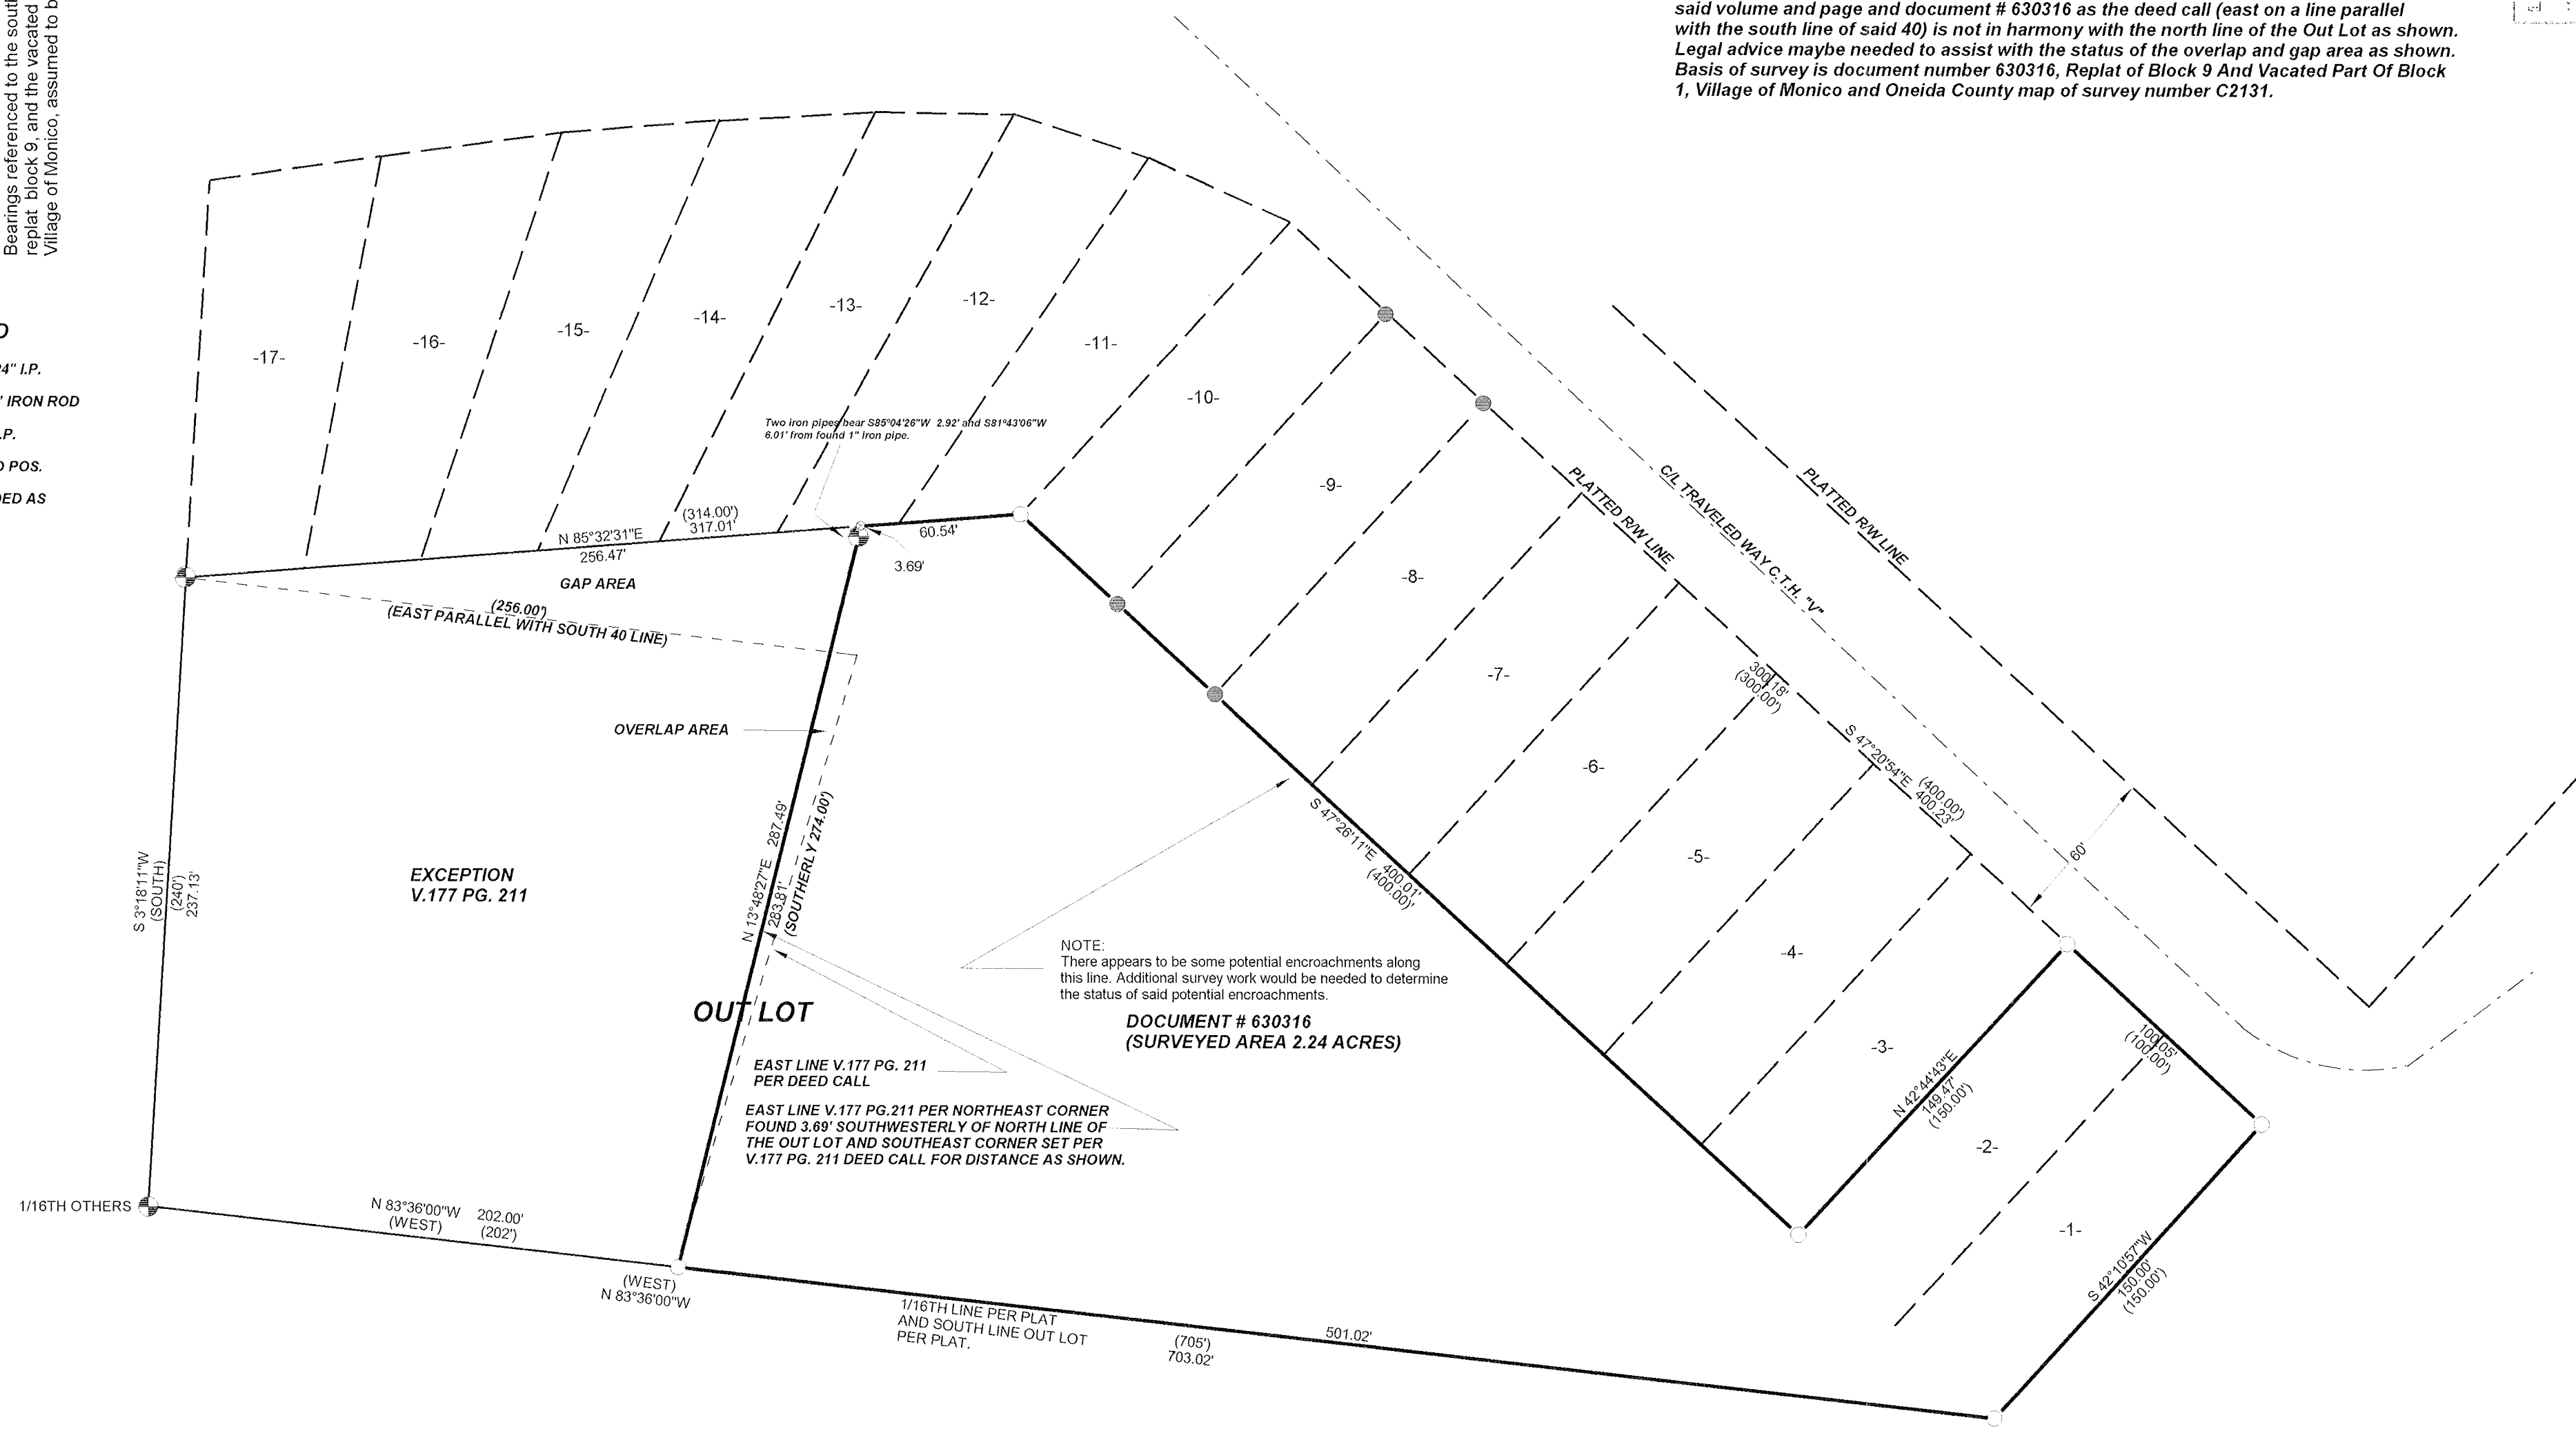 said volume and page and document # 630316 as the deed call (east on a line parallel
with the south line of said 40) is not in harmony with the north line of the Out Lot as shown.
Legal advice maybe needed to assist with the status of the overlap and gap area as shown.
Basis of survey is document number 630316, Replat of Block 9 And Vacated Part Of Block
1, Village of Monico and Oneida County map of survey number C2131.
Bearings referenced to the
replat block 9, and the vacated
Village of Monico, assumed to
4" I.P.
IRON ROD
.P.
POS.
AS
-17-
-16-
-15-
-14-
-13-
-12-
-11-
-10-
-9-
-8-
-7-
-6-
-5-
-4-
-3-
-2-
-1-
Two iron pipes bear S85°04'26"W 2.92' and S81°43'06"W
6.01' from found 1" iron pipe.
(314.00')
317.01'
N 85°32'31"E
256.47'
60.54'
3.69'
GAP AREA
(256.00')
(EAST PARALLEL WITH SOUTH 40 LINE)
OVERLAP AREA
PLATTED R/W LINE
C/L TRAVELED WAY C.T.H. "V"
PLATTED R/W LINE
300.18'
(300.00')
S 47°20'54"E
(400.00')
400.23'
60'
S 47°26'11"E 400.01'
(400.00')'
N 13°48'27"E 287.49'
283.81'
(SOUTHERLY 274.00')
S 3°18'11"W
(SOUTH)
(240')
237.13'
EXCEPTION
V.177 PG. 211
NOTE:
There appears to be some potential encroachments along
this line. Additional survey work would be needed to determine
the status of said potential encroachments.
OUT LOT
DOCUMENT # 630316
(SURVEYED AREA 2.24 ACRES)
EAST LINE V.177 PG. 211
PER DEED CALL
EAST LINE V.177 PG.211 PER NORTHEAST CORNER
FOUND 3.69' SOUTHWESTERLY OF NORTH LINE OF
THE OUT LOT AND SOUTHEAST CORNER SET PER
V.177 PG. 211 DEED CALL FOR DISTANCE AS SHOWN.
100.05'
(100.00')
N 42°44'43"E
149.47'
(150.00')
S 42°10'57"W
150.00'
(150.00')
1/16TH OTHERS
N 83°36'00"W 202.00'
(WEST) (202')
(WEST)
N 83°36'00"W
1/16TH LINE PER PLAT
AND SOUTH LINE OUT LOT
PER PLAT.
501.02'
(705')
703.02'